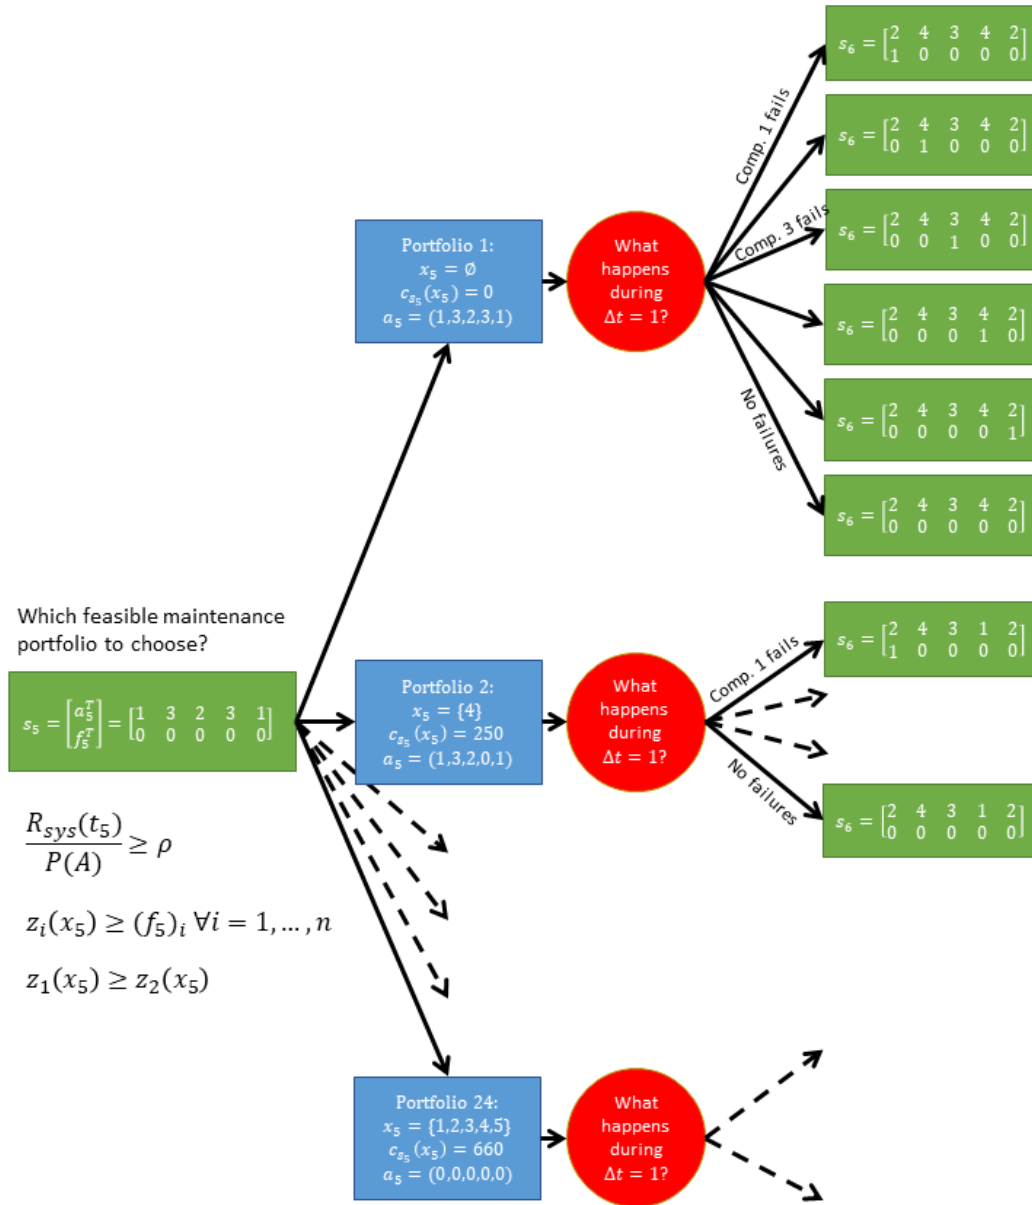 Which feasible maintenance
portfolio to choose?
s₅ = [a₅ᵀ f₅ᵀ] = [1 3 2 3 1
0 0 0 0 0]
R_sys(t₅)
/ P(A) ≥ ρ
zᵢ(x₅) ≥ (f₅)ᵢ ∀i = 1, … , n
z₁(x₅) ≥ z₂(x₅)
Portfolio 1:
x₅ = ∅
c_s₅(x₅) = 0
a₅ = (1,3,2,3,1)
What
happens
during
Δt = 1?
Comp. 1 fails
Comp. 3 fails
No failures
s₆ = [2 4 3 4 2
1 0 0 0 0]
s₆ = [2 4 3 4 2
0 1 0 0 0]
s₆ = [2 4 3 4 2
0 0 1 0 0]
s₆ = [2 4 3 4 2
0 0 0 1 0]
s₆ = [2 4 3 4 2
0 0 0 0 1]
s₆ = [2 4 3 4 2
0 0 0 0 0]
Portfolio 2:
x₅ = {4}
c_s₅(x₅) = 250
a₅ = (1,3,2,0,1)
What
happens
during
Δt = 1?
Comp. 1 fails
No failures
s₆ = [2 4 3 1 2
1 0 0 0 0]
s₆ = [2 4 3 1 2
0 0 0 0 0]
Portfolio 24:
x₅ = {1,2,3,4,5}
c_s₅(x₅) = 660
a₅ = (0,0,0,0,0)
What
happens
during
Δt = 1?